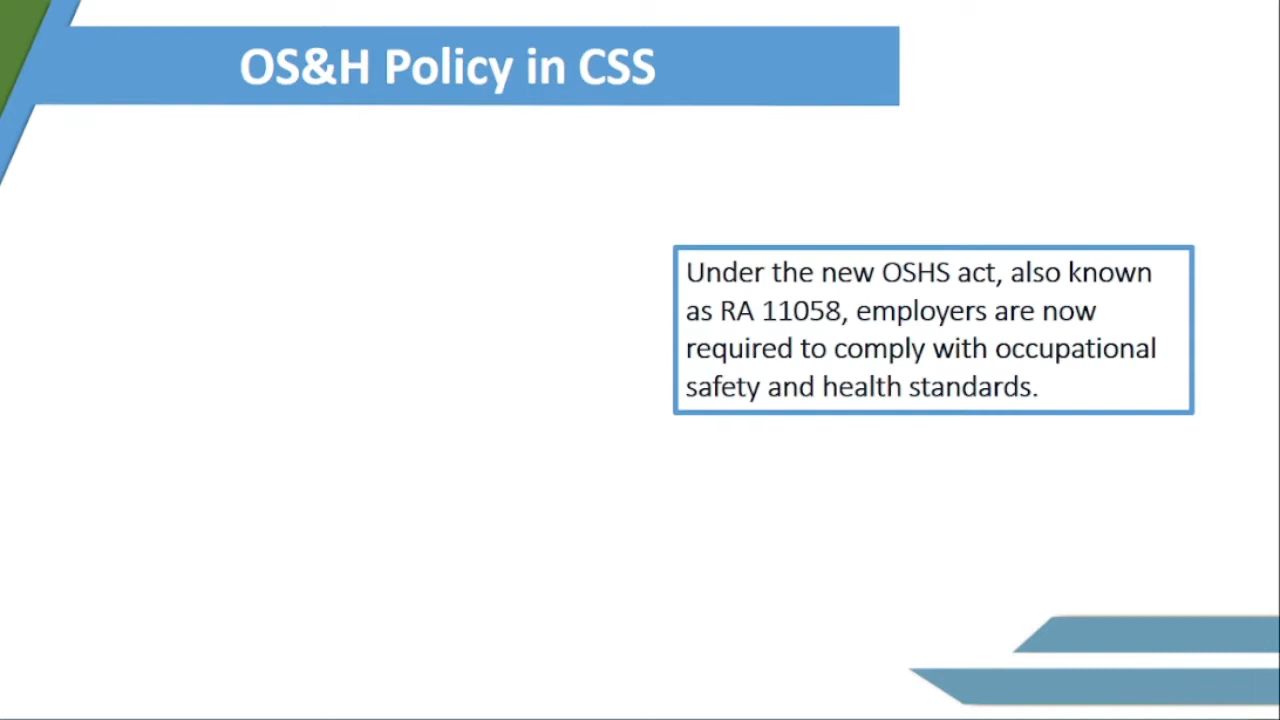 OS&H Policy in CSS
Under the new OSHS act, also known
as RA 11058, employers are now
required to comply with occupational
safety and health standards.